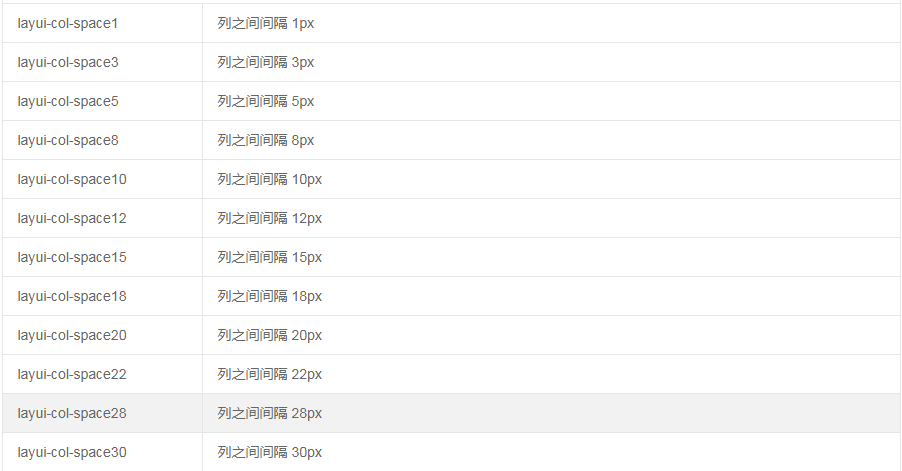 layui-col-space1 列之间间隔 1px
layui-col-space3 列之间间隔 3px
layui-col-space5 列之间间隔 5px
layui-col-space8 列之间间隔 8px
layui-col-space10 列之间间隔 10px
layui-col-space12 列之间间隔 12px
layui-col-space15 列之间间隔 15px
layui-col-space18 列之间间隔 18px
layui-col-space20 列之间间隔 20px
layui-col-space22 列之间间隔 22px
layui-col-space28 列之间间隔 28px
layui-col-space30 列之间间隔 30px